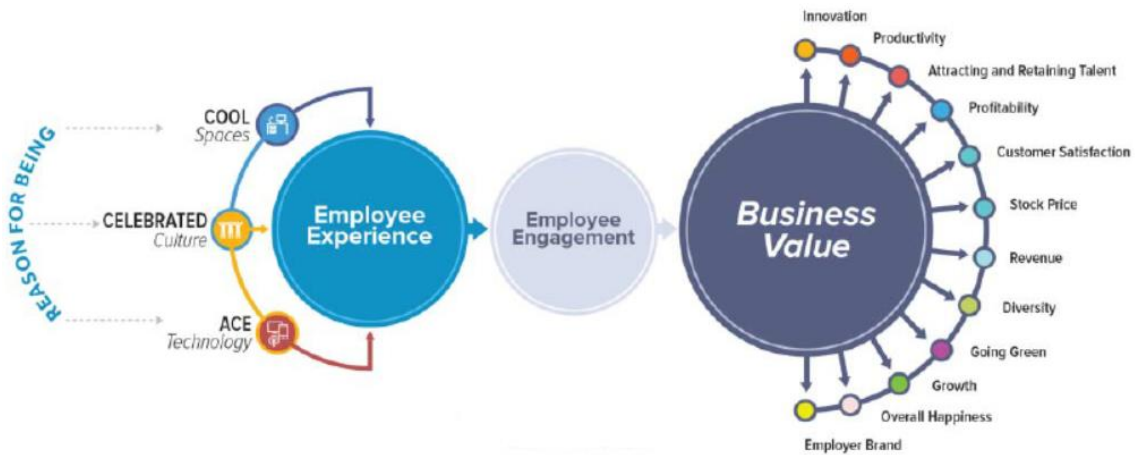 REASON FOR BEING
COOL
Spaces
CELEBRATED
Culture
ACE
Technology
Employee
Experience
Employee
Engagement
Business
Value
Innovation
Productivity
Attracting and Retaining Talent
Profitability
Customer Satisfaction
Stock Price
Revenue
Diversity
Going Green
Growth
Overall Happiness
Employer Brand